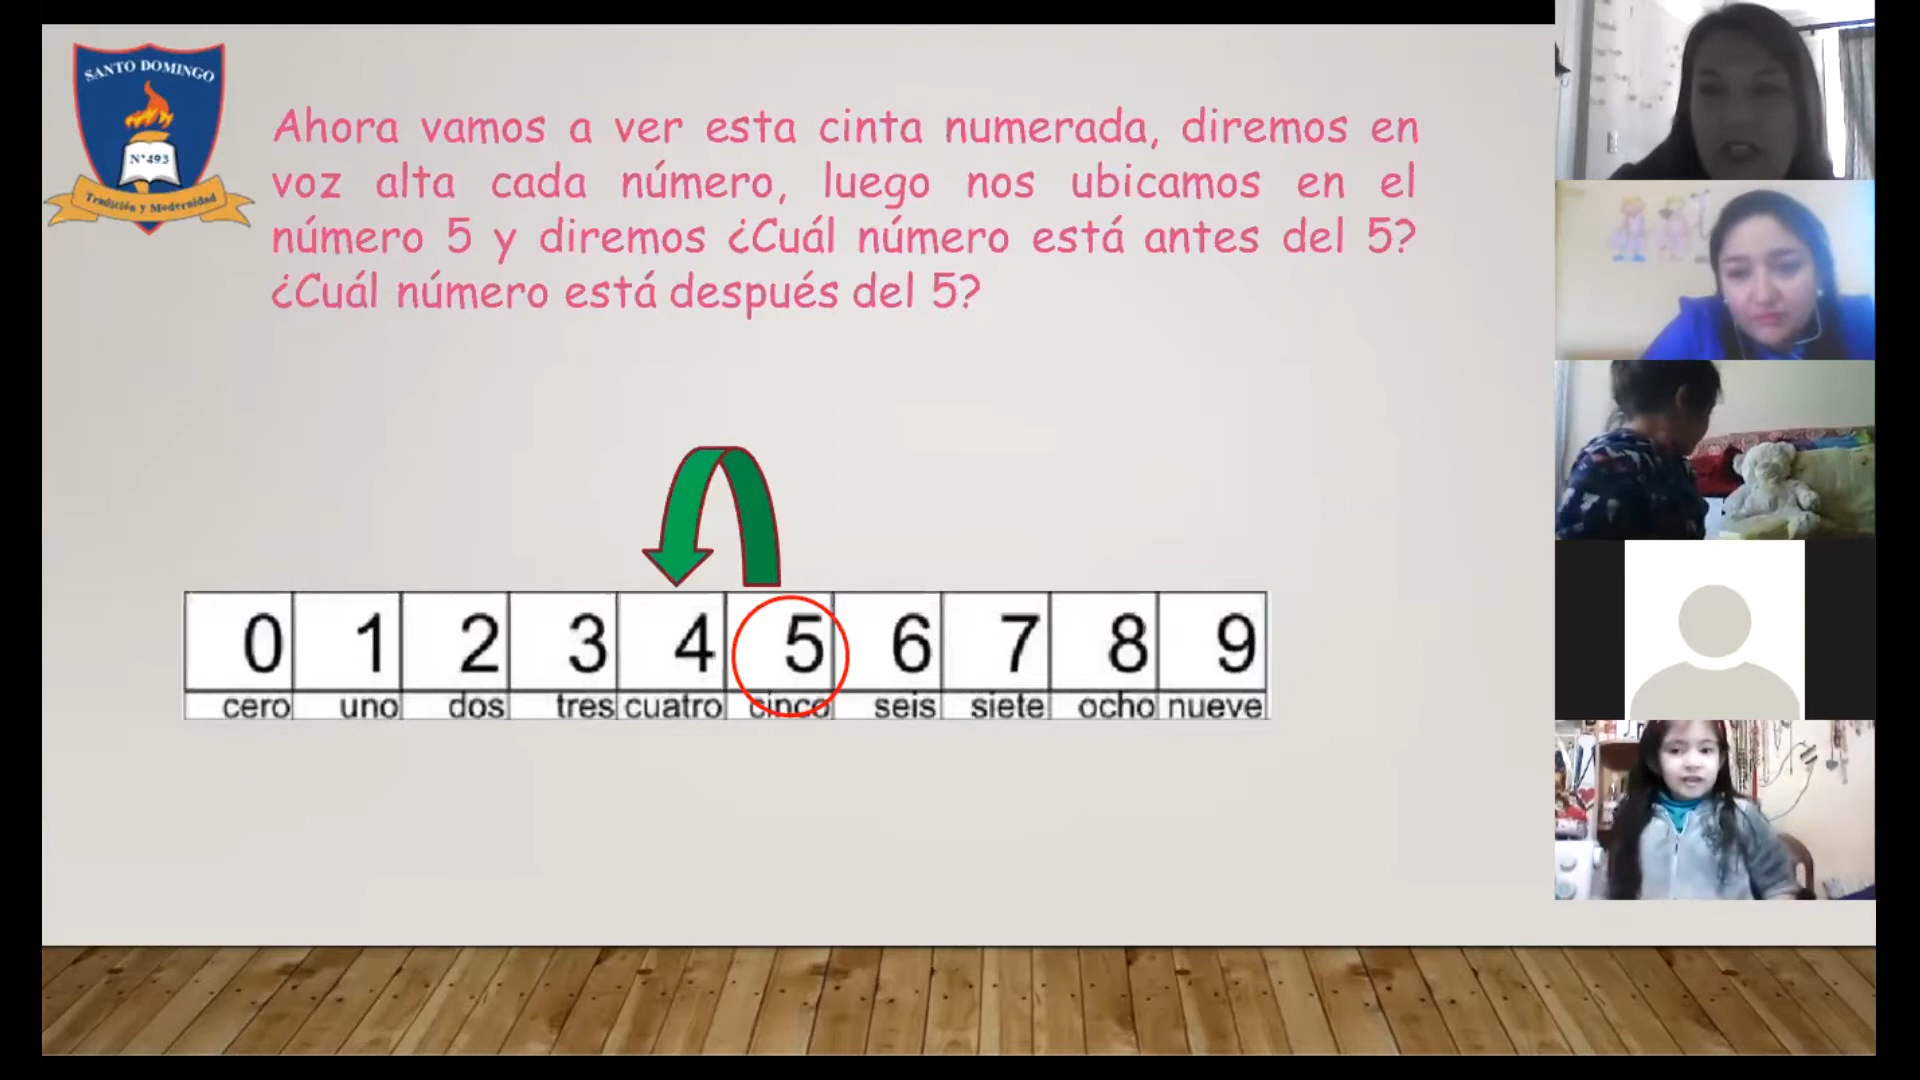 SANTO DOMINGO
N°493
Tradición y Modernidad
Ahora vamos a ver esta cinta numerada, diremos en
voz alta cada número, luego nos ubicamos en el
número 5 y diremos ¿Cuál número está antes del 5?
¿Cuál número está después del 5?
0 1 2 3 4 5 6 7 8 9
cero uno dos tres cuatro cinco seis siete ocho nueve